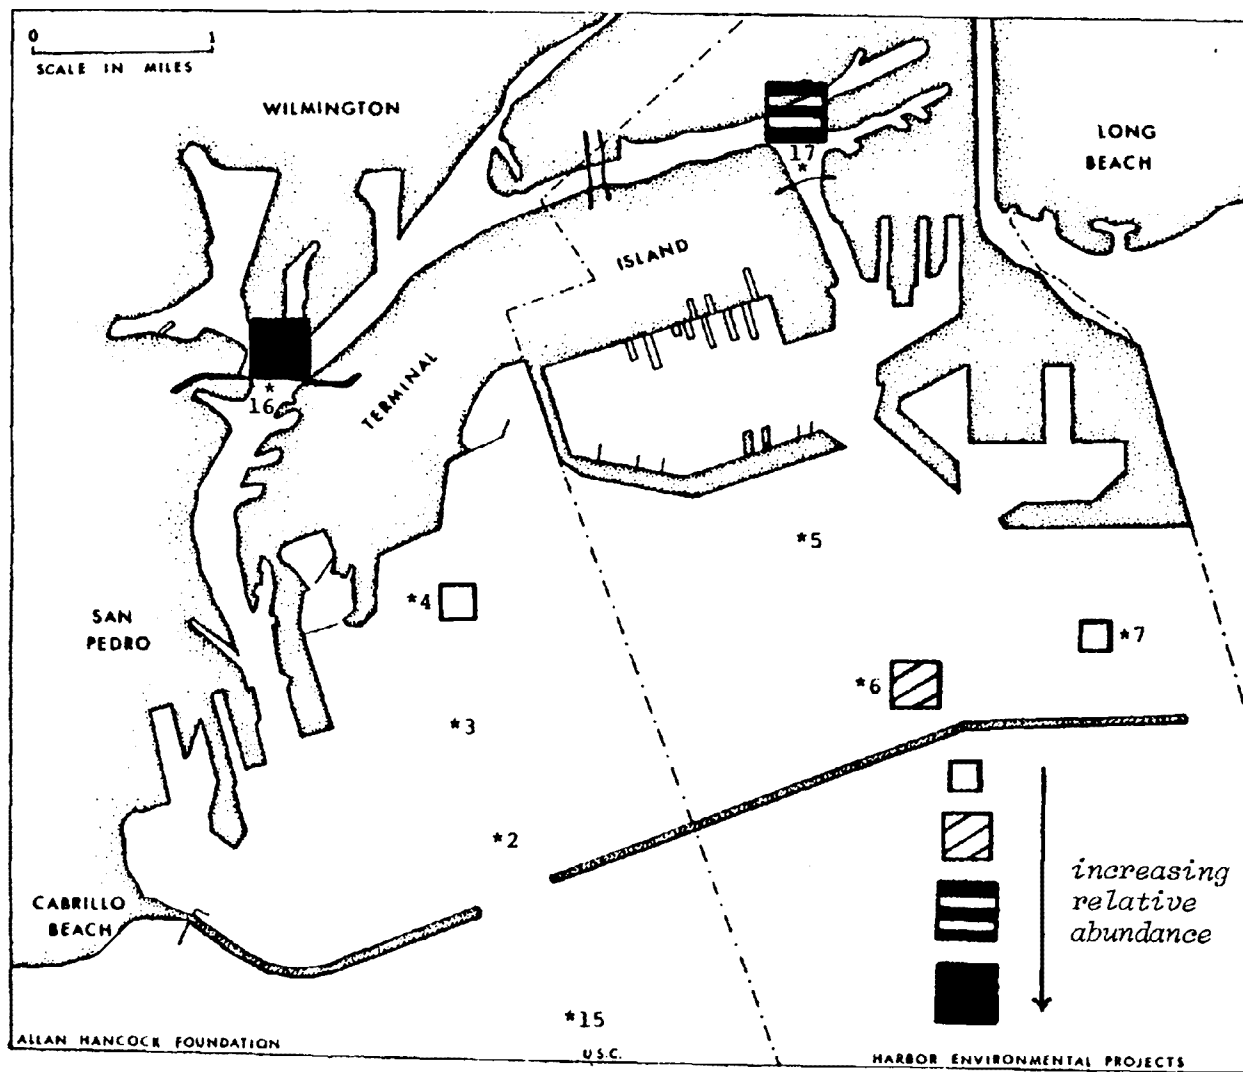 0 1
SCALE IN MILES
WILMINGTON
LONG
BEACH
17
*
ISLAND
TERMINAL
*
16
*5
*4
SAN
PEDRO
*7
*6
*3
*2
increasing
relative
abundance
CABRILLO
BEACH
*15
ALLAN HANCOCK FOUNDATION
U.S.C.
HARBOR ENVIRONMENTAL PROJECTS